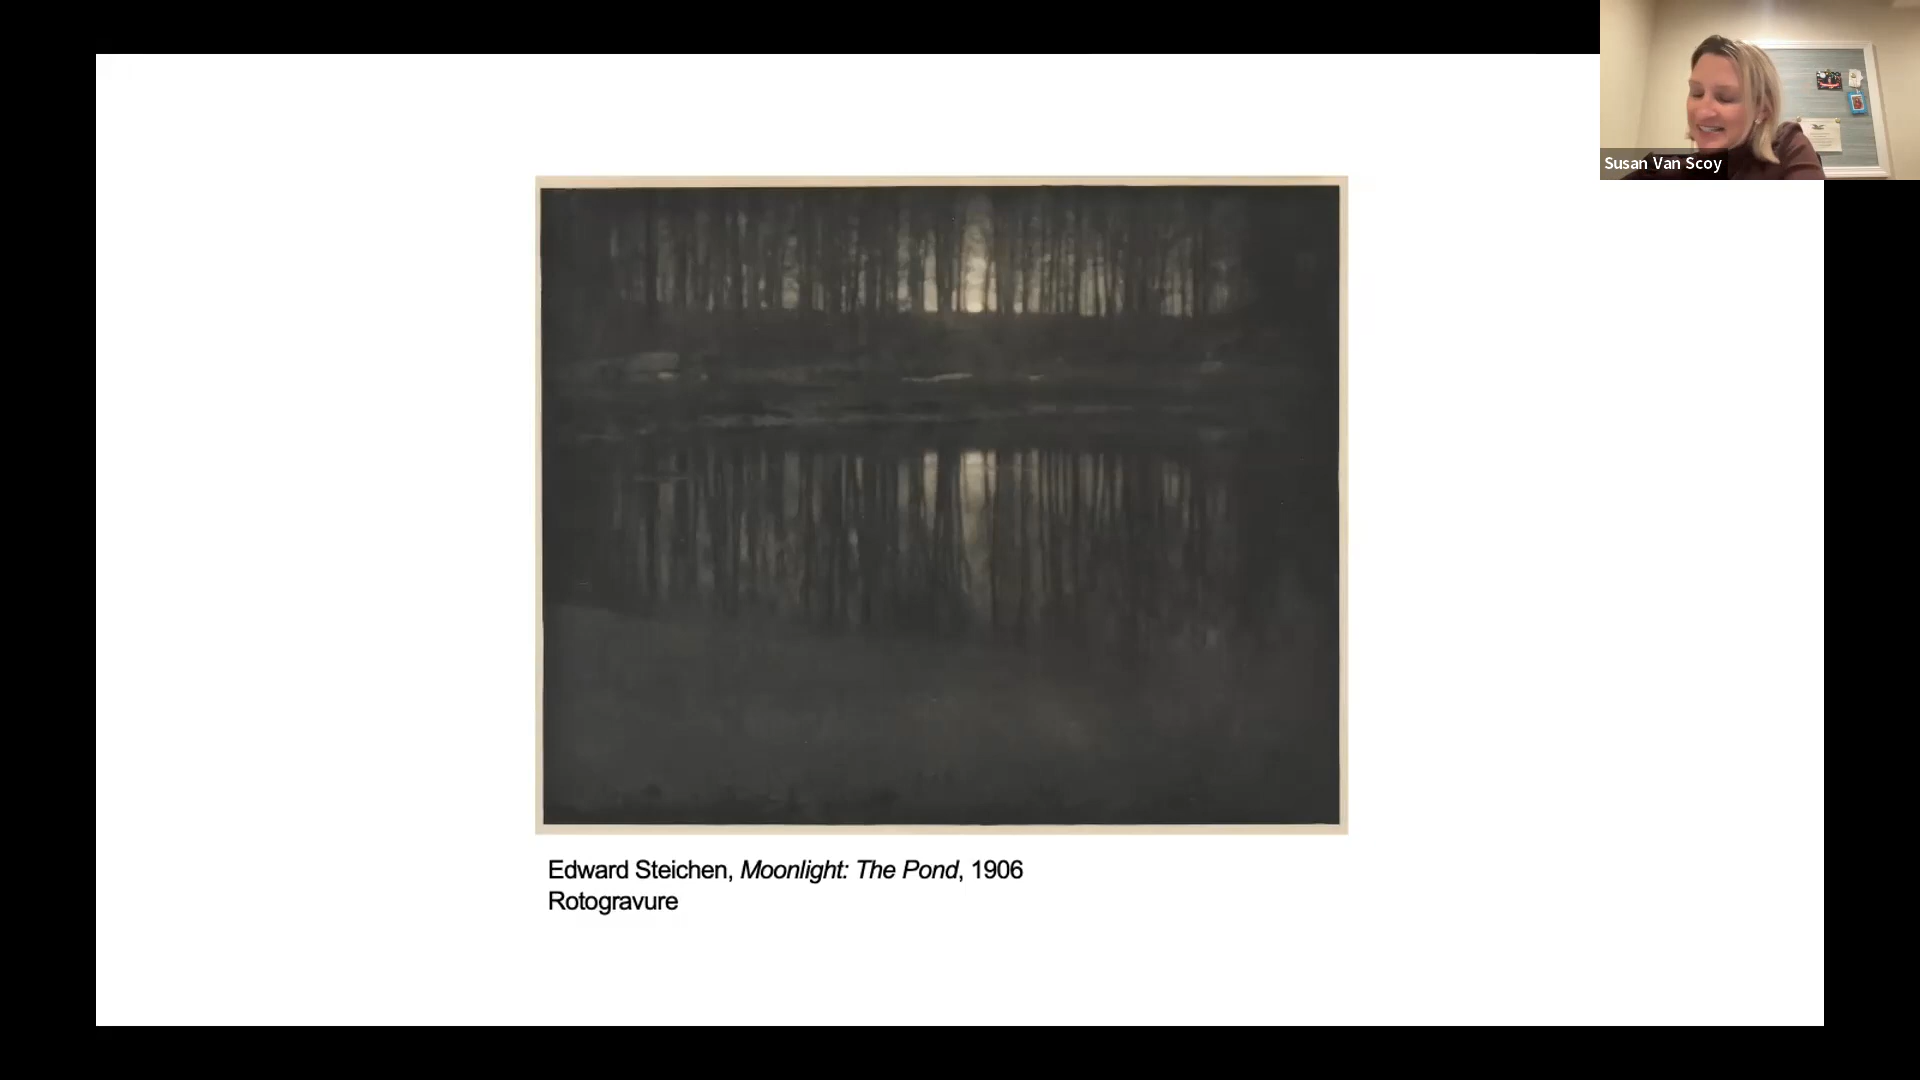 Susan Van Scoy
Edward Steichen, Moonlight: The Pond, 1906
Rotogravure